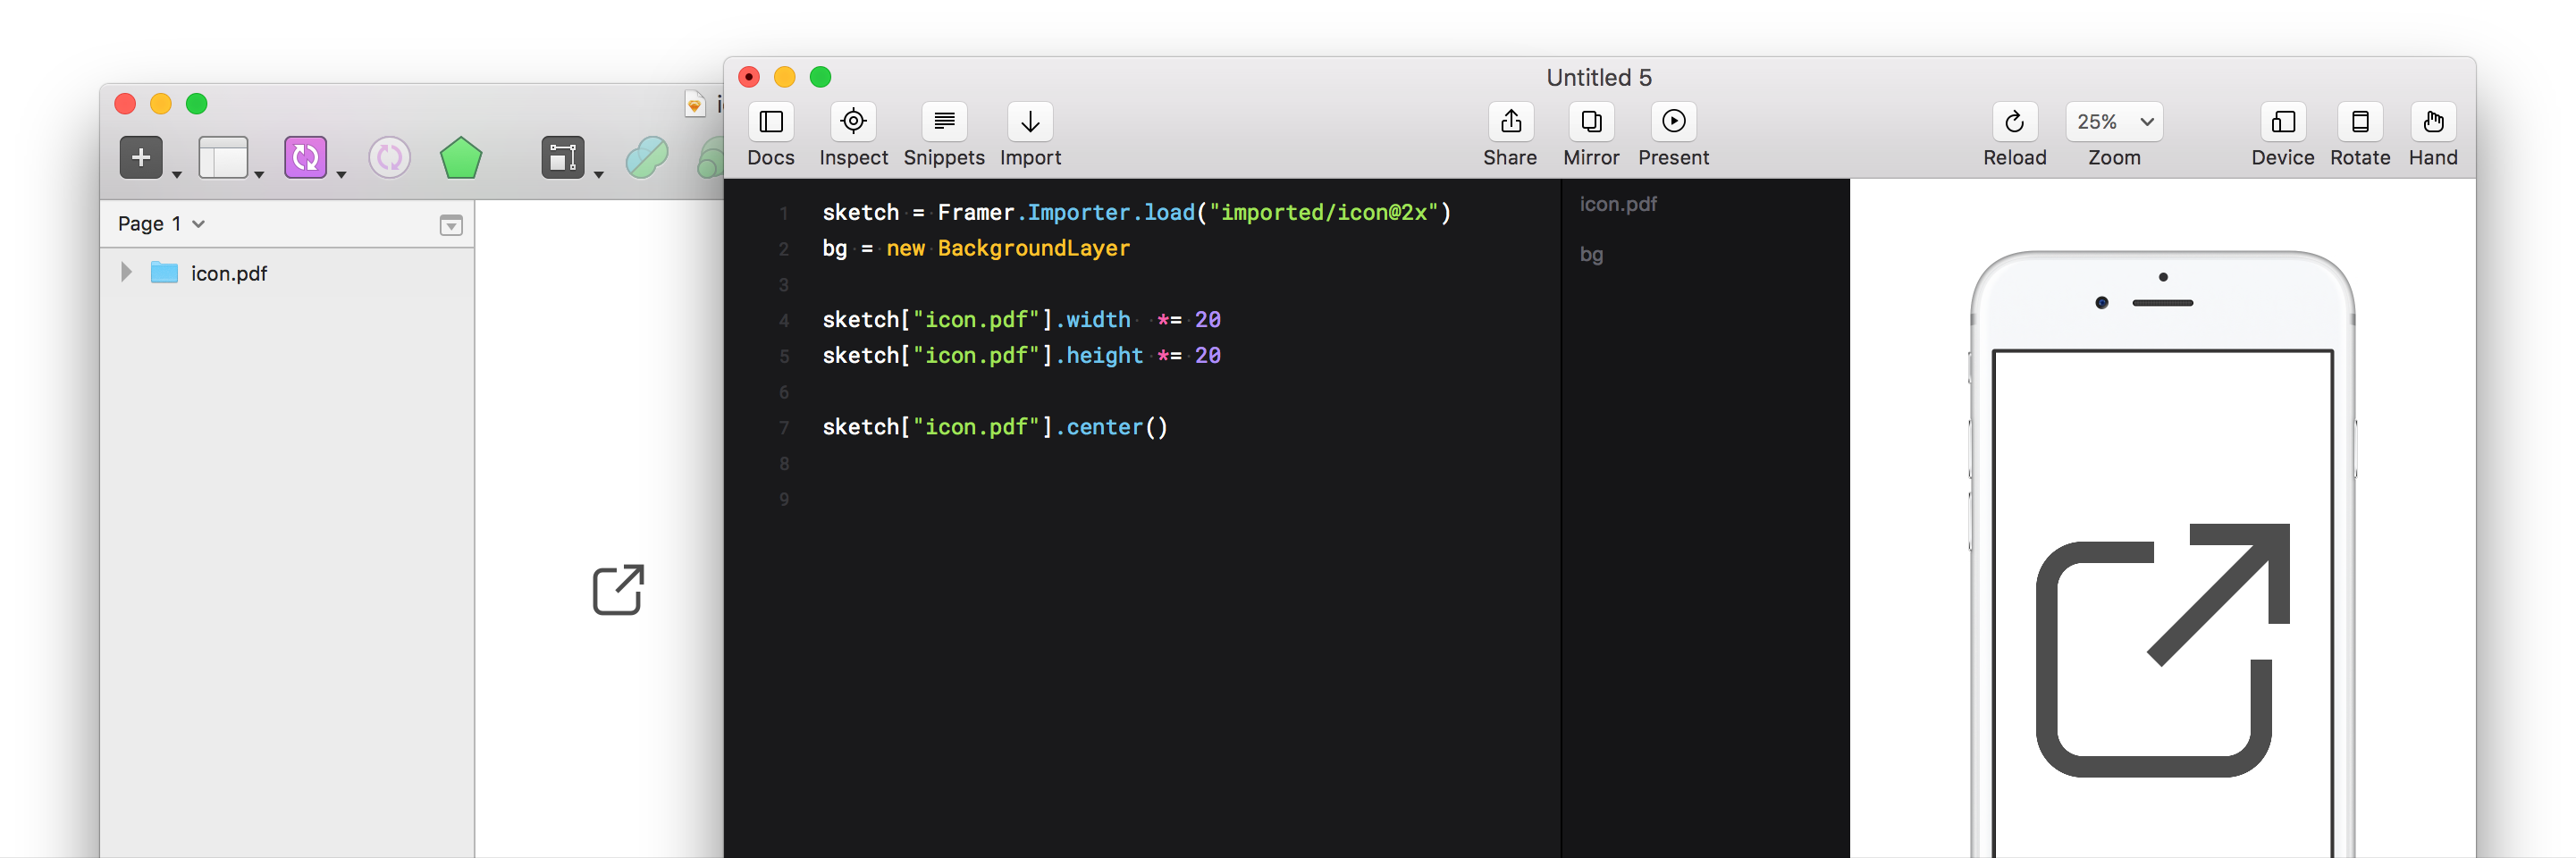 Untitled 5
Docs Inspect Snippets Import Share Mirror Present Reload 25% Zoom Device Rotate Hand
Page 1
icon.pdf
1 sketch = Framer.Importer.load("imported/icon@2x")
2 bg = new BackgroundLayer
3
4 sketch["icon.pdf"].width *= 20
5 sketch["icon.pdf"].height *= 20
6
7 sketch["icon.pdf"].center()
8
9
icon.pdf
bg